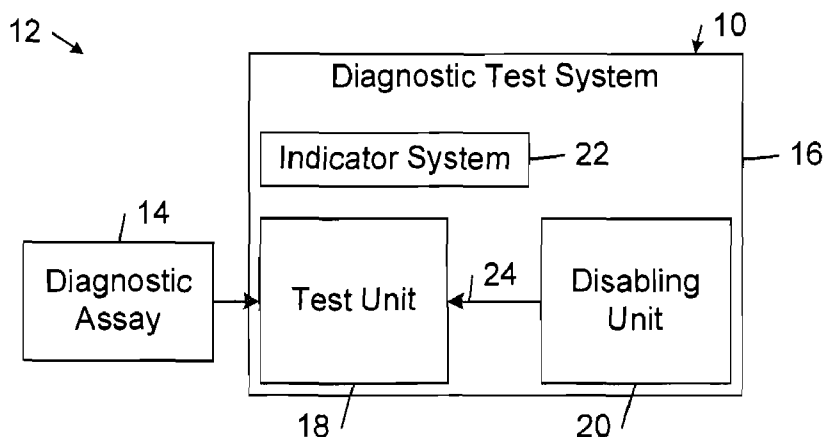 12
10
Diagnostic Test System
Indicator System
22
16
14
Diagnostic
Assay
Test Unit
24
Disabling
Unit
18
20